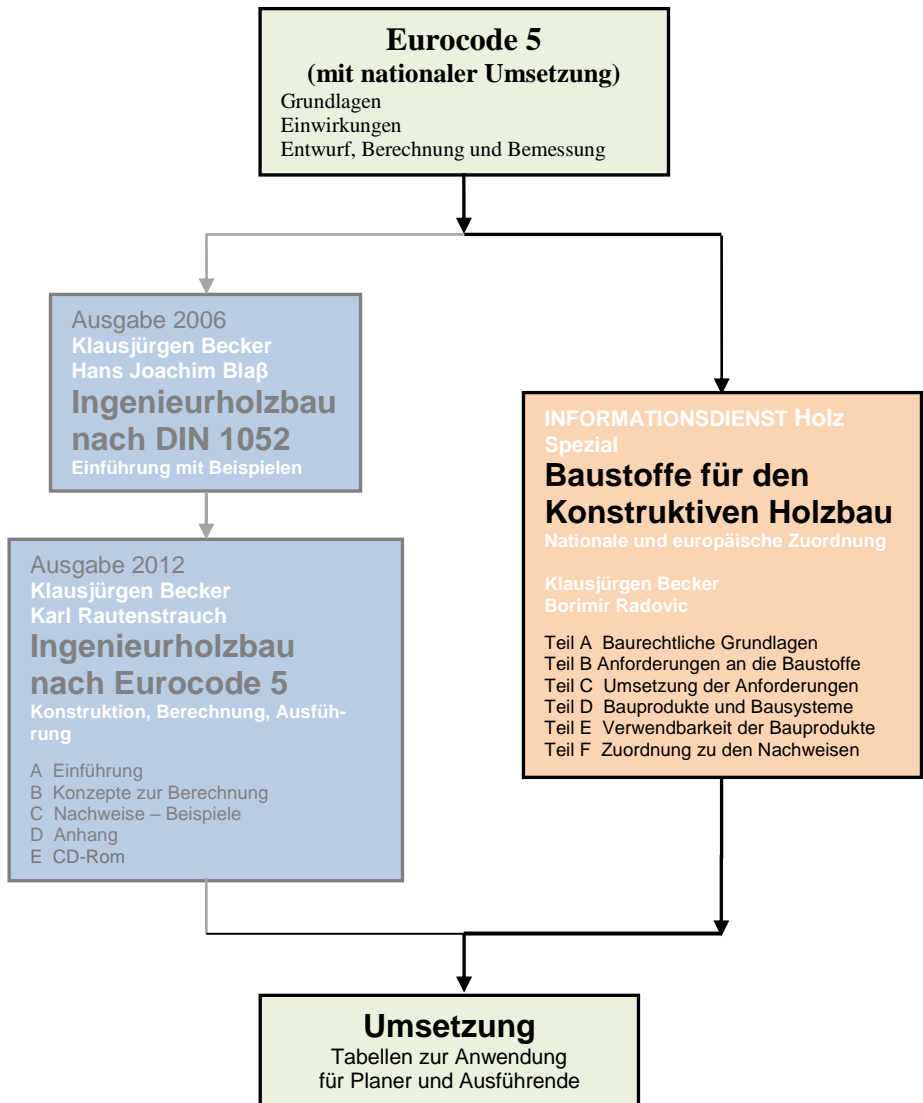 Eurocode 5
(mit nationaler Umsetzung)
Grundlagen
Einwirkungen
Entwurf, Berechnung und Bemessung
Ausgabe 2006
Klausjürgen Becker
Hans Joachim Blaß
Ingenieurholzbau
nach DIN 1052
Einführung mit Beispielen
Ausgabe 2012
Klausjürgen Becker
Karl Rautenstrauch
Ingenieurholzbau
nach Eurocode 5
Konstruktion, Berechnung, Ausfüh-
rung
A Einführung
B Konzepte zur Berechnung
C Nachweise – Beispiele
D Anhang
E CD-Rom
INFORMATIONSDIENST Holz
Spezial
Baustoffe für den
Konstruktiven Holzbau
Nationale und europäische Zuordnung
Klausjürgen Becker
Borimir Radovic
Teil A Baurechtliche Grundlagen
Teil B Anforderungen an die Baustoffe
Teil C Umsetzung der Anforderungen
Teil D Bauprodukte und Bausysteme
Teil E Verwendbarkeit der Bauprodukte
Teil F Zuordnung zu den Nachweisen
Umsetzung
Tabellen zur Anwendung
für Planer und Ausführende